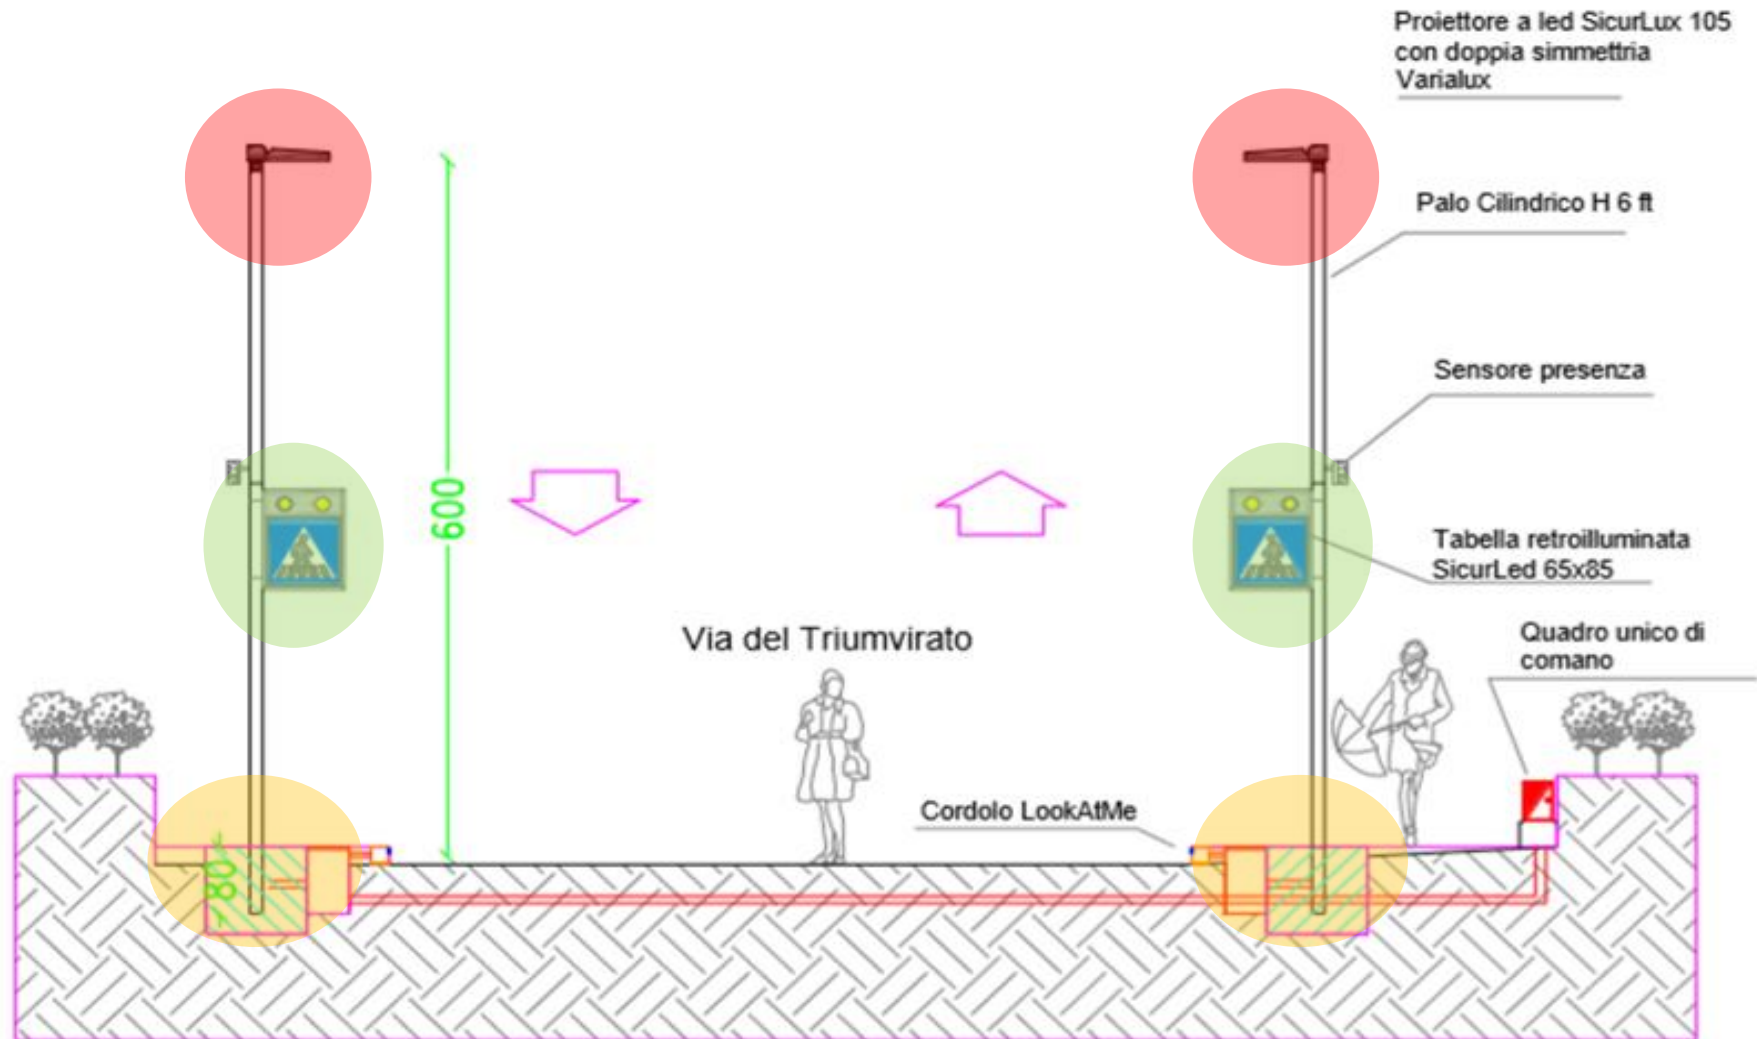 Proiettore a led SicurLux 105
con doppia simmettria
Varialux
Palo Cilindrico H 6 ft
Sensore presenza
600
Tabella retroilluminata
SicurLed 65x85
Via del Triumvirato
Quadro unico di
comano
Cordolo LookAtMe
80